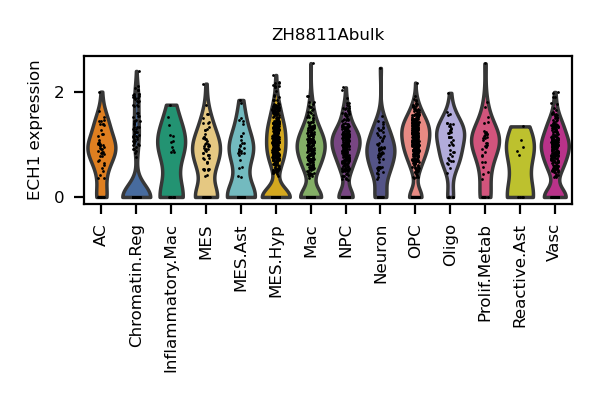 ZH8811Abulk
ECH1 expression
2
0
AC
Chromatin.Reg
Inflammatory.Mac
MES
MES.Ast
MES.Hyp
Mac
NPC
Neuron
OPC
Oligo
Prolif.Metab
Reactive.Ast
Vasc